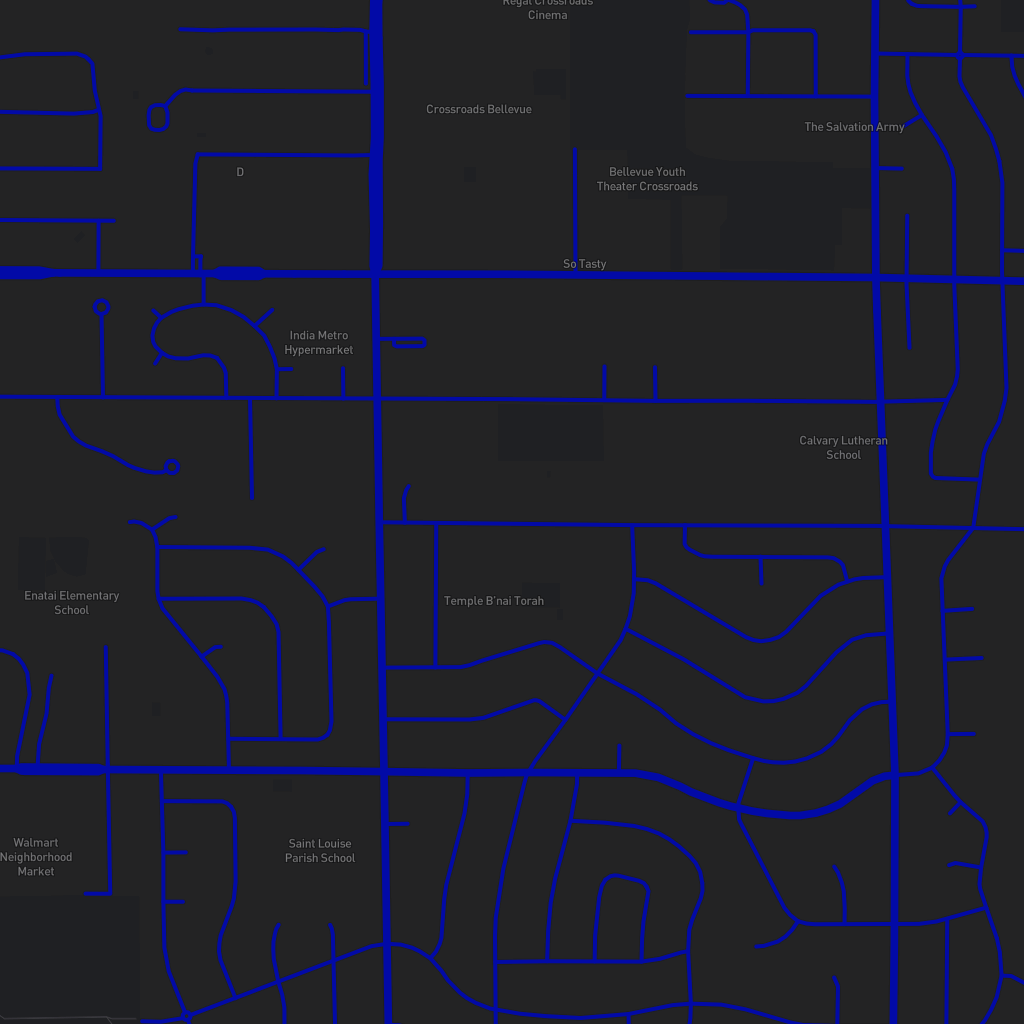 Regal Crossroads
Cinema
Crossroads Bellevue
The Salvation Army
D
Bellevue Youth
Theater Crossroads
So Tasty
India Metro
Hypermarket
Calvary Lutheran
School
Enatai Elementary
School
Temple B'nai Torah
Walmart
Neighborhood
Market
Saint Louise
Parish School